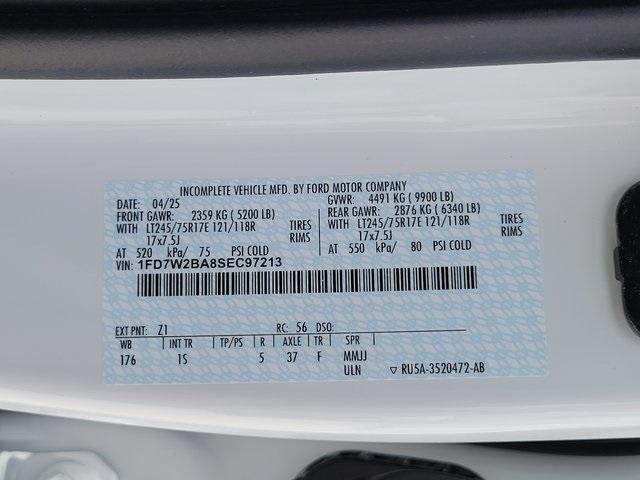 INCOMPLETE VEHICLE MFD. BY FORD MOTOR COMPANY
DATE: 04/25 GVWR: 4491 KG ( 9900 LB)
FRONT GAWR: 2359 KG ( 5200 LB) REAR GAWR: 2876 KG ( 6340 LB)
WITH LT245/75R17E 121/118R TIRES WITH LT245/75R17E 121/118R TIRES
17x7.5J RIMS 17x7.5J RIMS
AT 520 kPa/ 75 PSI COLD AT 550 kPa/ 80 PSI COLD
VIN: 1FD7W2BA8SEC97213
EXT PNT: Z1 RC: 56 DSO:
WB INT TR TP/PS R AXLE TR SPR
176 1S 5 37 F MMJJ
ULN ▽ RU5A-3520472-AB